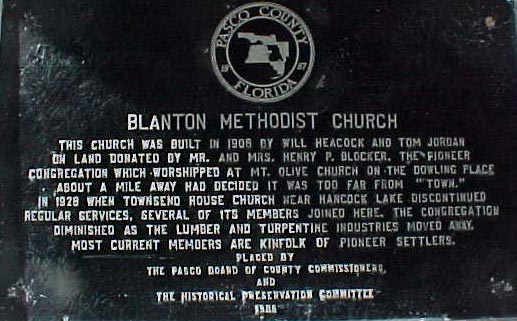 PASCO COUNTY
18 87
FLORIDA
BLANTON METHODIST CHURCH
THIS CHURCH WAS BUILT IN 1906 BY WILL HEACOCK AND TOM JORDAN
ON LAND DONATED BY MR. AND MRS. HENRY P. BLOCKER. THE PIONEER
CONGREGATION WHICH WORSHIPPED AT MT. OLIVE CHURCH ON THE DOWLING PLACE
ABOUT A MILE AWAY HAD DECIDED IT WAS TOO FAR FROM "TOWN."
IN 1928 WHEN TOWNSEND HOUSE CHURCH NEAR HANCOCK LAKE DISCONTINUED
REGULAR SERVICES, SEVERAL OF ITS MEMBERS JOINED HERE. THE CONGREGATION
DIMINISHED AS THE LUMBER AND TURPENTINE INDUSTRIES MOVED AWAY.
MOST CURRENT MEMBERS ARE KINFOLK OF PIONEER SETTLERS.
PLACED BY
THE PASCO BOARD OF COUNTY COMMISSIONERS
AND
THE HISTORICAL PRESERVATION COMMITTEE